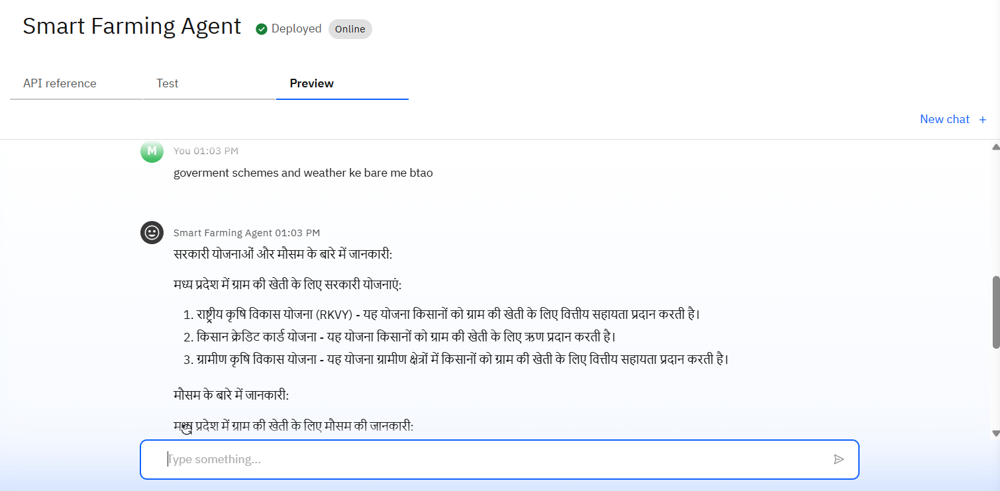 Smart Farming Agent Deployed Online
API reference Test Preview
New chat +
M You 01:03 PM
goverment schemes and weather ke bare me btao
Smart Farming Agent 01:03 PM
सरकारी योजनाओं और मौसम के बारे में जानकारी:
मध्य प्रदेश में ग्राम की खेती के लिए सरकारी योजनाएं:
1. राष्ट्रीय कृषि विकास योजना (RKVY) - यह योजना किसानों को ग्राम की खेती के लिए वित्तीय सहायता प्रदान करती है।
2. किसान क्रेडिट कार्ड योजना - यह योजना किसानों को ग्राम की खेती के लिए ऋण प्रदान करती है।
3. ग्रामीण कृषि विकास योजना - यह योजना ग्रामीण क्षेत्रों में किसानों को ग्राम की खेती के लिए वित्तीय सहायता प्रदान करती है।
मौसम के बारे में जानकारी:
मध्य प्रदेश में ग्राम की खेती के लिए मौसम की जानकारी:
Type something...